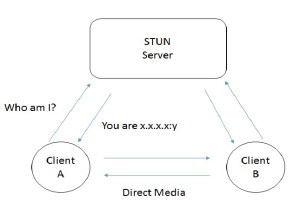 STUN
Server
Who am I?
You are x.x.x.x:y
Client
A
Client
B
Direct Media